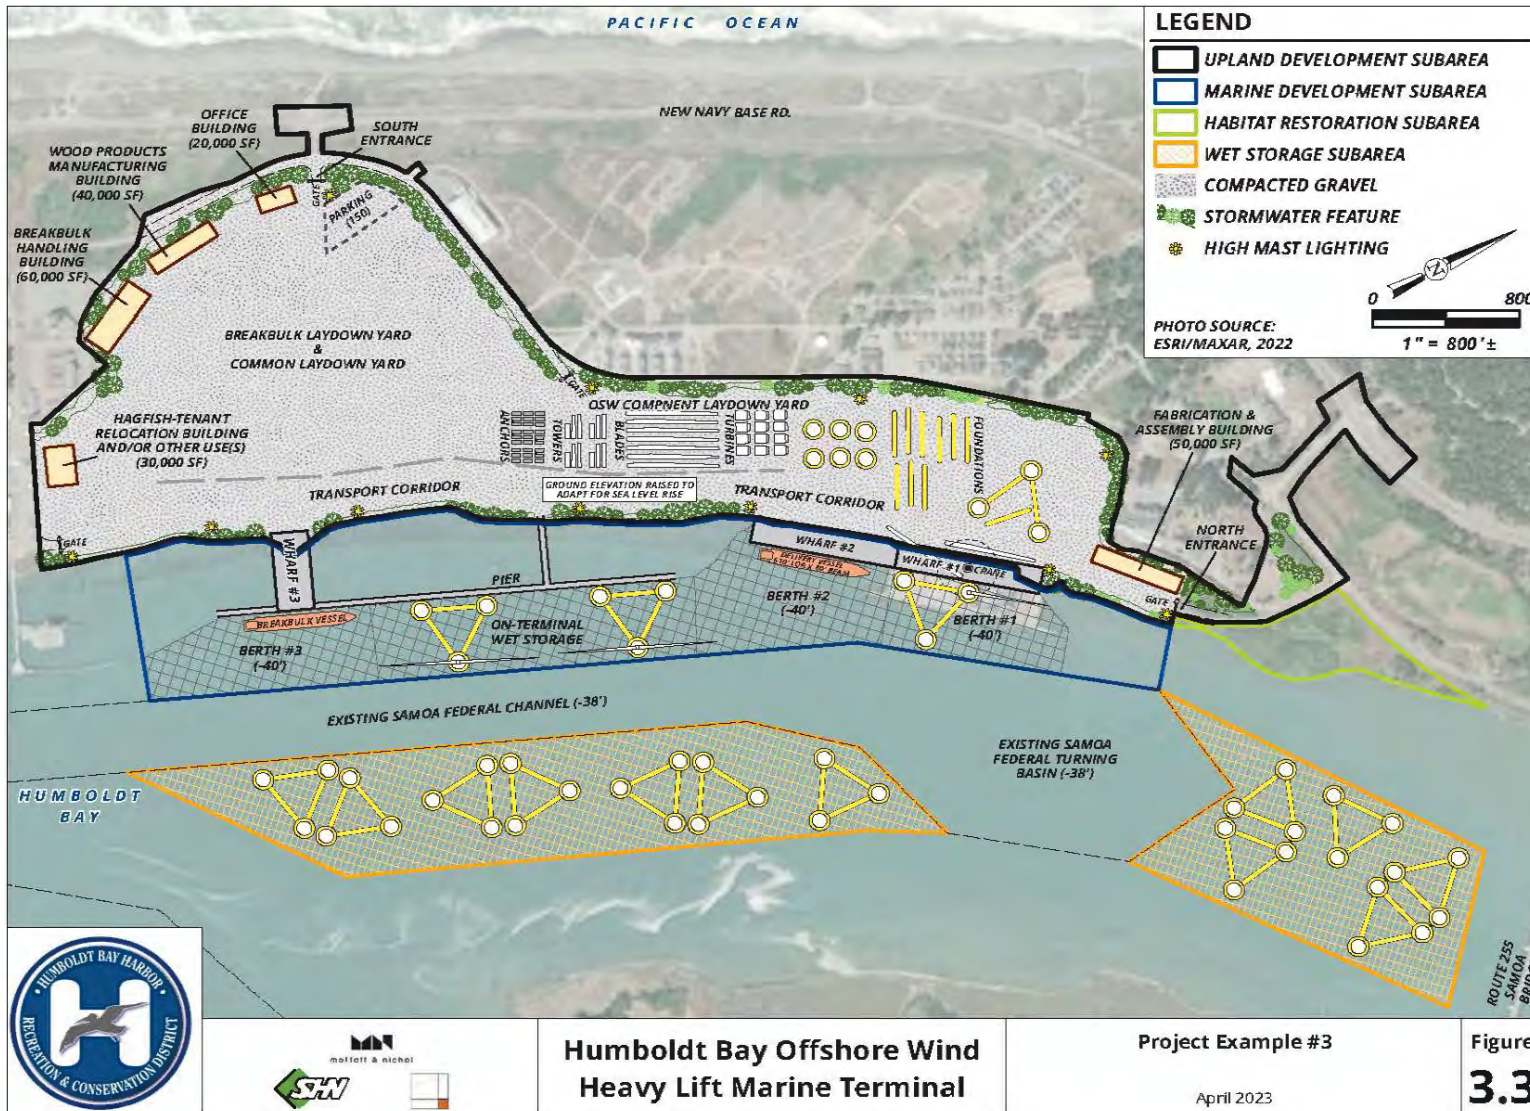 PACIFIC OCEAN
NEW NAVY BASE RD.
OFFICE
BUILDING
(20,000 SF)
SOUTH
ENTRANCE
WOOD PRODUCTS
MANUFACTURING
BUILDING
(40,000 SF)
GATE
PARKING
(150)
BREAKBULK
HANDLING
BUILDING
(60,000 SF)
BREAKBULK LAYDOWN YARD
&
COMMON LAYDOWN YARD
GATE
HAGFISH-TENANT
RELOCATION BUILDING
AND/OR OTHER USE(S)
(30,000 SF)
OSW COMPNENT LAYDOWN YARD
ANCHORS
TOWERS
BLADES
TURBINES
FOUNDATIONS
FABRICATION &
ASSEMBLY BUILDING
(50,000 SF)
TRANSPORT CORRIDOR
GROUND ELEVATION RAISED TO
ADAPT FOR SEA LEVEL RISE
TRANSPORT CORRIDOR
NORTH
ENTRANCE
GATE
GATE
WHARF #3
WHARF #2
WHARF #1
CRANE
DELIVERY VESSEL
PIER
BREAKBULK VESSEL
ON-TERMINAL
WET STORAGE
BERTH #3
(-40')
BERTH #2
(-40')
BERTH #1
(-40')
EXISTING SAMOA FEDERAL CHANNEL (-38')
EXISTING SAMOA
FEDERAL TURNING
BASIN (-38')
HUMBOLDT
BAY
ROUTE 255
SAMOA
LEGEND
UPLAND DEVELOPMENT SUBAREA
MARINE DEVELOPMENT SUBAREA
HABITAT RESTORATION SUBAREA
WET STORAGE SUBAREA
COMPACTED GRAVEL
STORMWATER FEATURE
HIGH MAST LIGHTING
N
0 800
PHOTO SOURCE:
ESRI/MAXAR, 2022
1" = 800'±
HUMBOLDT BAY HARBOR
H
RECREATION & CONSERVATION DISTRICT
moffatt & nichol
SHN
Humboldt Bay Offshore Wind
Heavy Lift Marine Terminal
Project Example #3
April 2023
Figure
3.3